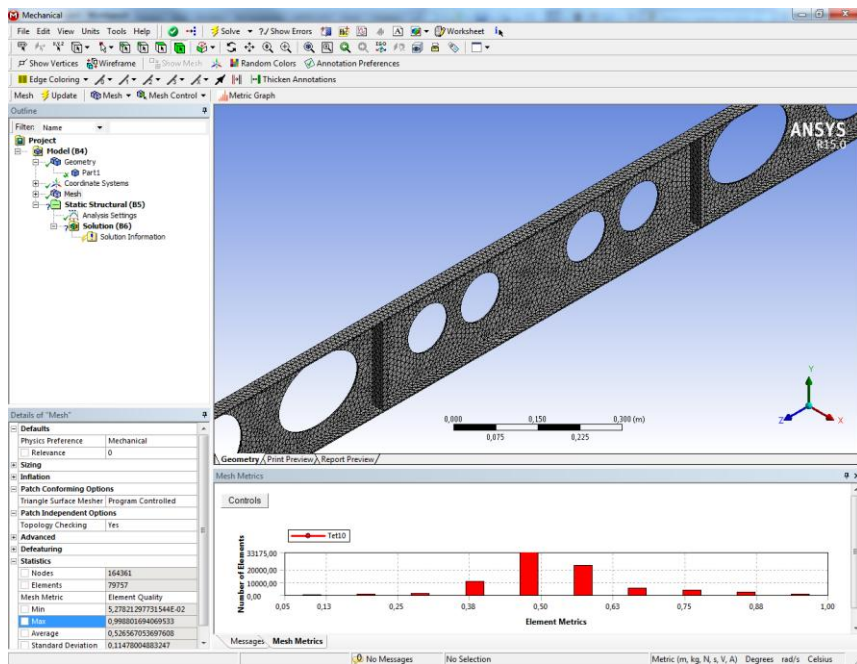 Mechanical
File Edit View Units Tools Help Solve ?/ Show Errors A Worksheet
Show Vertices Wireframe Show Mesh Random Colors Annotation Preferences
Edge Coloring Thicken Annotations
Mesh Update Mesh Mesh Control Metric Graph
Outline
Filter: Name
Project
Model (B4)
Geometry
Part1
Coordinate Systems
Mesh
Static Structural (B5)
Analysis Settings
Solution (B6)
Solution Information
ANSYS
R15.0
Y
Z
X
0,000 0,150 0,300 (m)
0,075 0,225
Geometry Print Preview Report Preview
Details of "Mesh"
Defaults
Physics Preference Mechanical
Relevance 0
Sizing
Inflation
Patch Conforming Options
Triangle Surface Mesher Program Controlled
Patch Independent Options
Topology Checking Yes
Advanced
Defeaturing
Statistics
Nodes 164361
Elements 79757
Mesh Metric Element Quality
Min 5,27821297731544E-02
Max 0,998801694069533
Average 0,526567053697608
Standard Deviation 0,11478004883247
Mesh Metrics
Controls
Tet10
Number of Elements
33175,00
20000,00
10000,00
0,00
0,05 0,13 0,25 0,38 0,50 0,63 0,75 0,88 1,00
Element Metrics
Messages Mesh Metrics
No Messages No Selection Metric (m, kg, N, s, V, A) Degrees rad/s Celsius